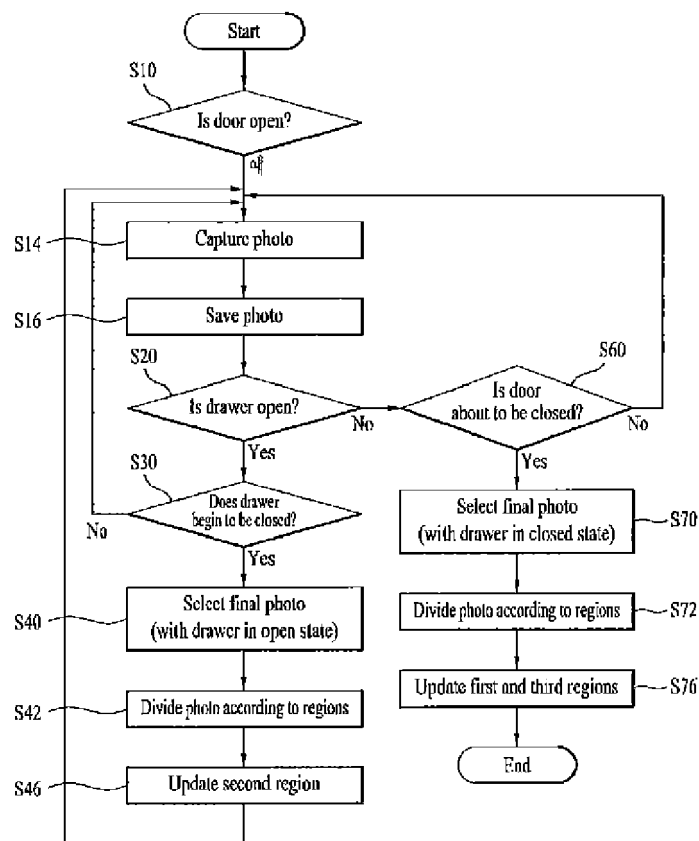 Start
S10
Is door open?
예
S14
Capture photo
S16
Save photo
S20
Is drawer open?
No
Yes
S60
Is door
about to be closed?
No
Yes
S30
Does drawer
begin to be closed?
No
Yes
S40
Select final photo
(with drawer in open state)
S42
Divide photo according to regions
S46
Update second region
Select final photo
(with drawer in closed state)
S70
Divide photo according to regions
S72
Update first and third regions
S76
End